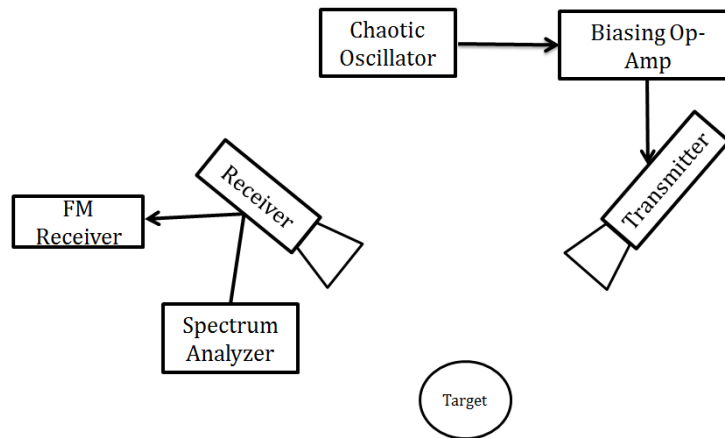 Chaotic
Oscillator
Biasing Op-
Amp
Receiver
Transmitter
FM
Receiver
Spectrum
Analyzer
Target